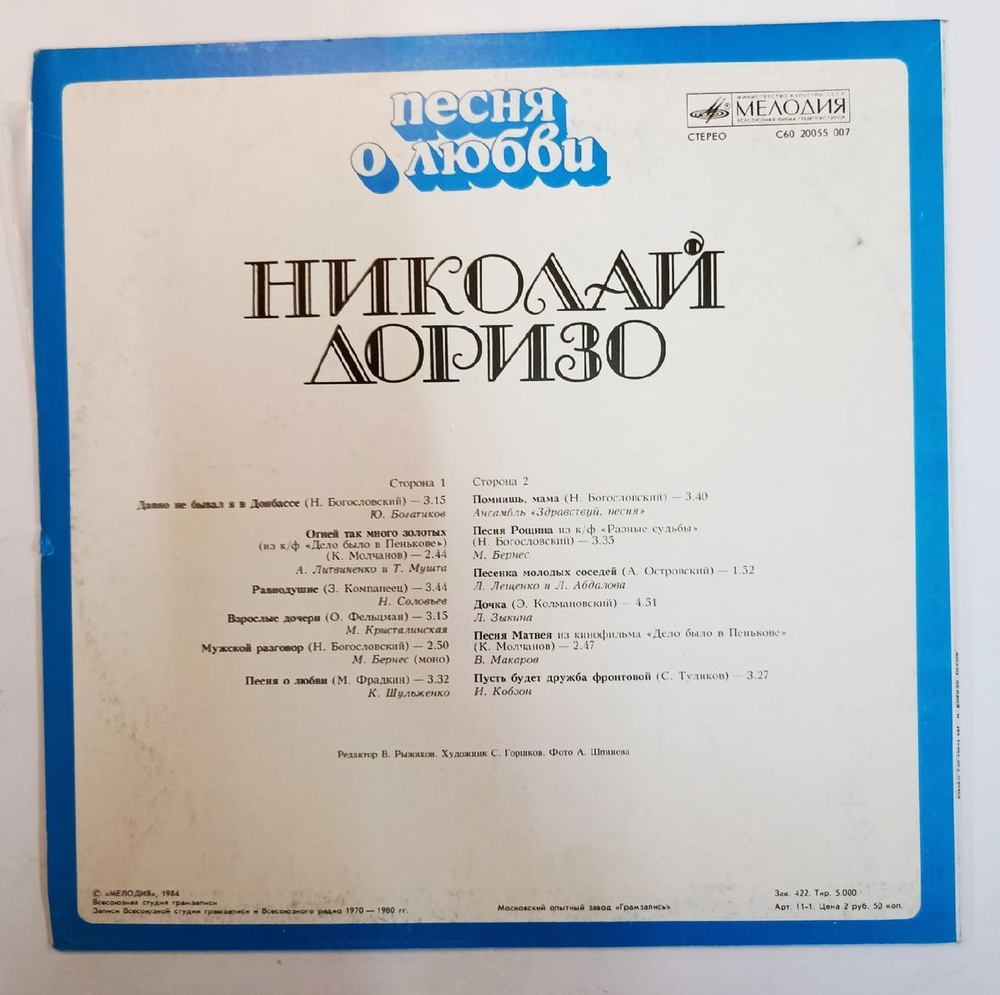 песня
о любви
МИНИСТЕРСТВО КУЛЬТУРЫ СССР
МЕЛОДИЯ
ВСЕСОЮЗНАЯ ФИРМА ГРАМПЛАСТИНОК
СТЕРЕО С60 20055 007
НИКОЛАЙ
ДОРИЗО
Сторона 1
Давно не бывал я в Донбассе (Н. Богословский) — 3.15
Ю. Богатиков
Огней так много золотых
(из к/ф «Дело было в Пенькове»)
(К. Молчанов) — 2.44
А. Литвиненко и Т. Мушта
Равнодушие (З. Компанеец) — 3.44
Н. Соловьев
Взрослые дочери (О. Фельцман) — 3.15
М. Кристалинская
Мужской разговор (Н. Богословский) — 2.50
М. Бернес (моно)
Песня о любви (М. Фрадкин) — 3.32
К. Шульженко
Сторона 2
Помнишь, мама (Н. Богословский) — 3.40
Ансамбль «Здравствуй, песня»
Песня Рощина из к/ф «Разные судьбы»
(Н. Богословский) — 3.35
М. Бернес
Песенка молодых соседей (А. Островский) — 1.52
Л. Лещенко и Л. Абдалова
Дочка (Э. Колмановский) — 4.51
Л. Зыкина
Песня Матвея из кинофильма «Дело было в Пенькове»
(К. Молчанов) — 2.47
В. Макаров
Пусть будет дружба фронтовой (С. Туликов) — 3.27
И. Кобзон
Редактор В. Рыжиков. Художник С. Горшков. Фото А. Шпинева
© «МЕЛОДИЯ», 1984
Всесоюзная студия грамзаписи
Записи Всесоюзной студии грамзаписи и Всесоюзного радио 1970 — 1980 гг.
Московский опытный завод «Грамзапись»
Зак. 422. Тир. 5.000
Арт. 11-1. Цена 2 руб. 50 коп.